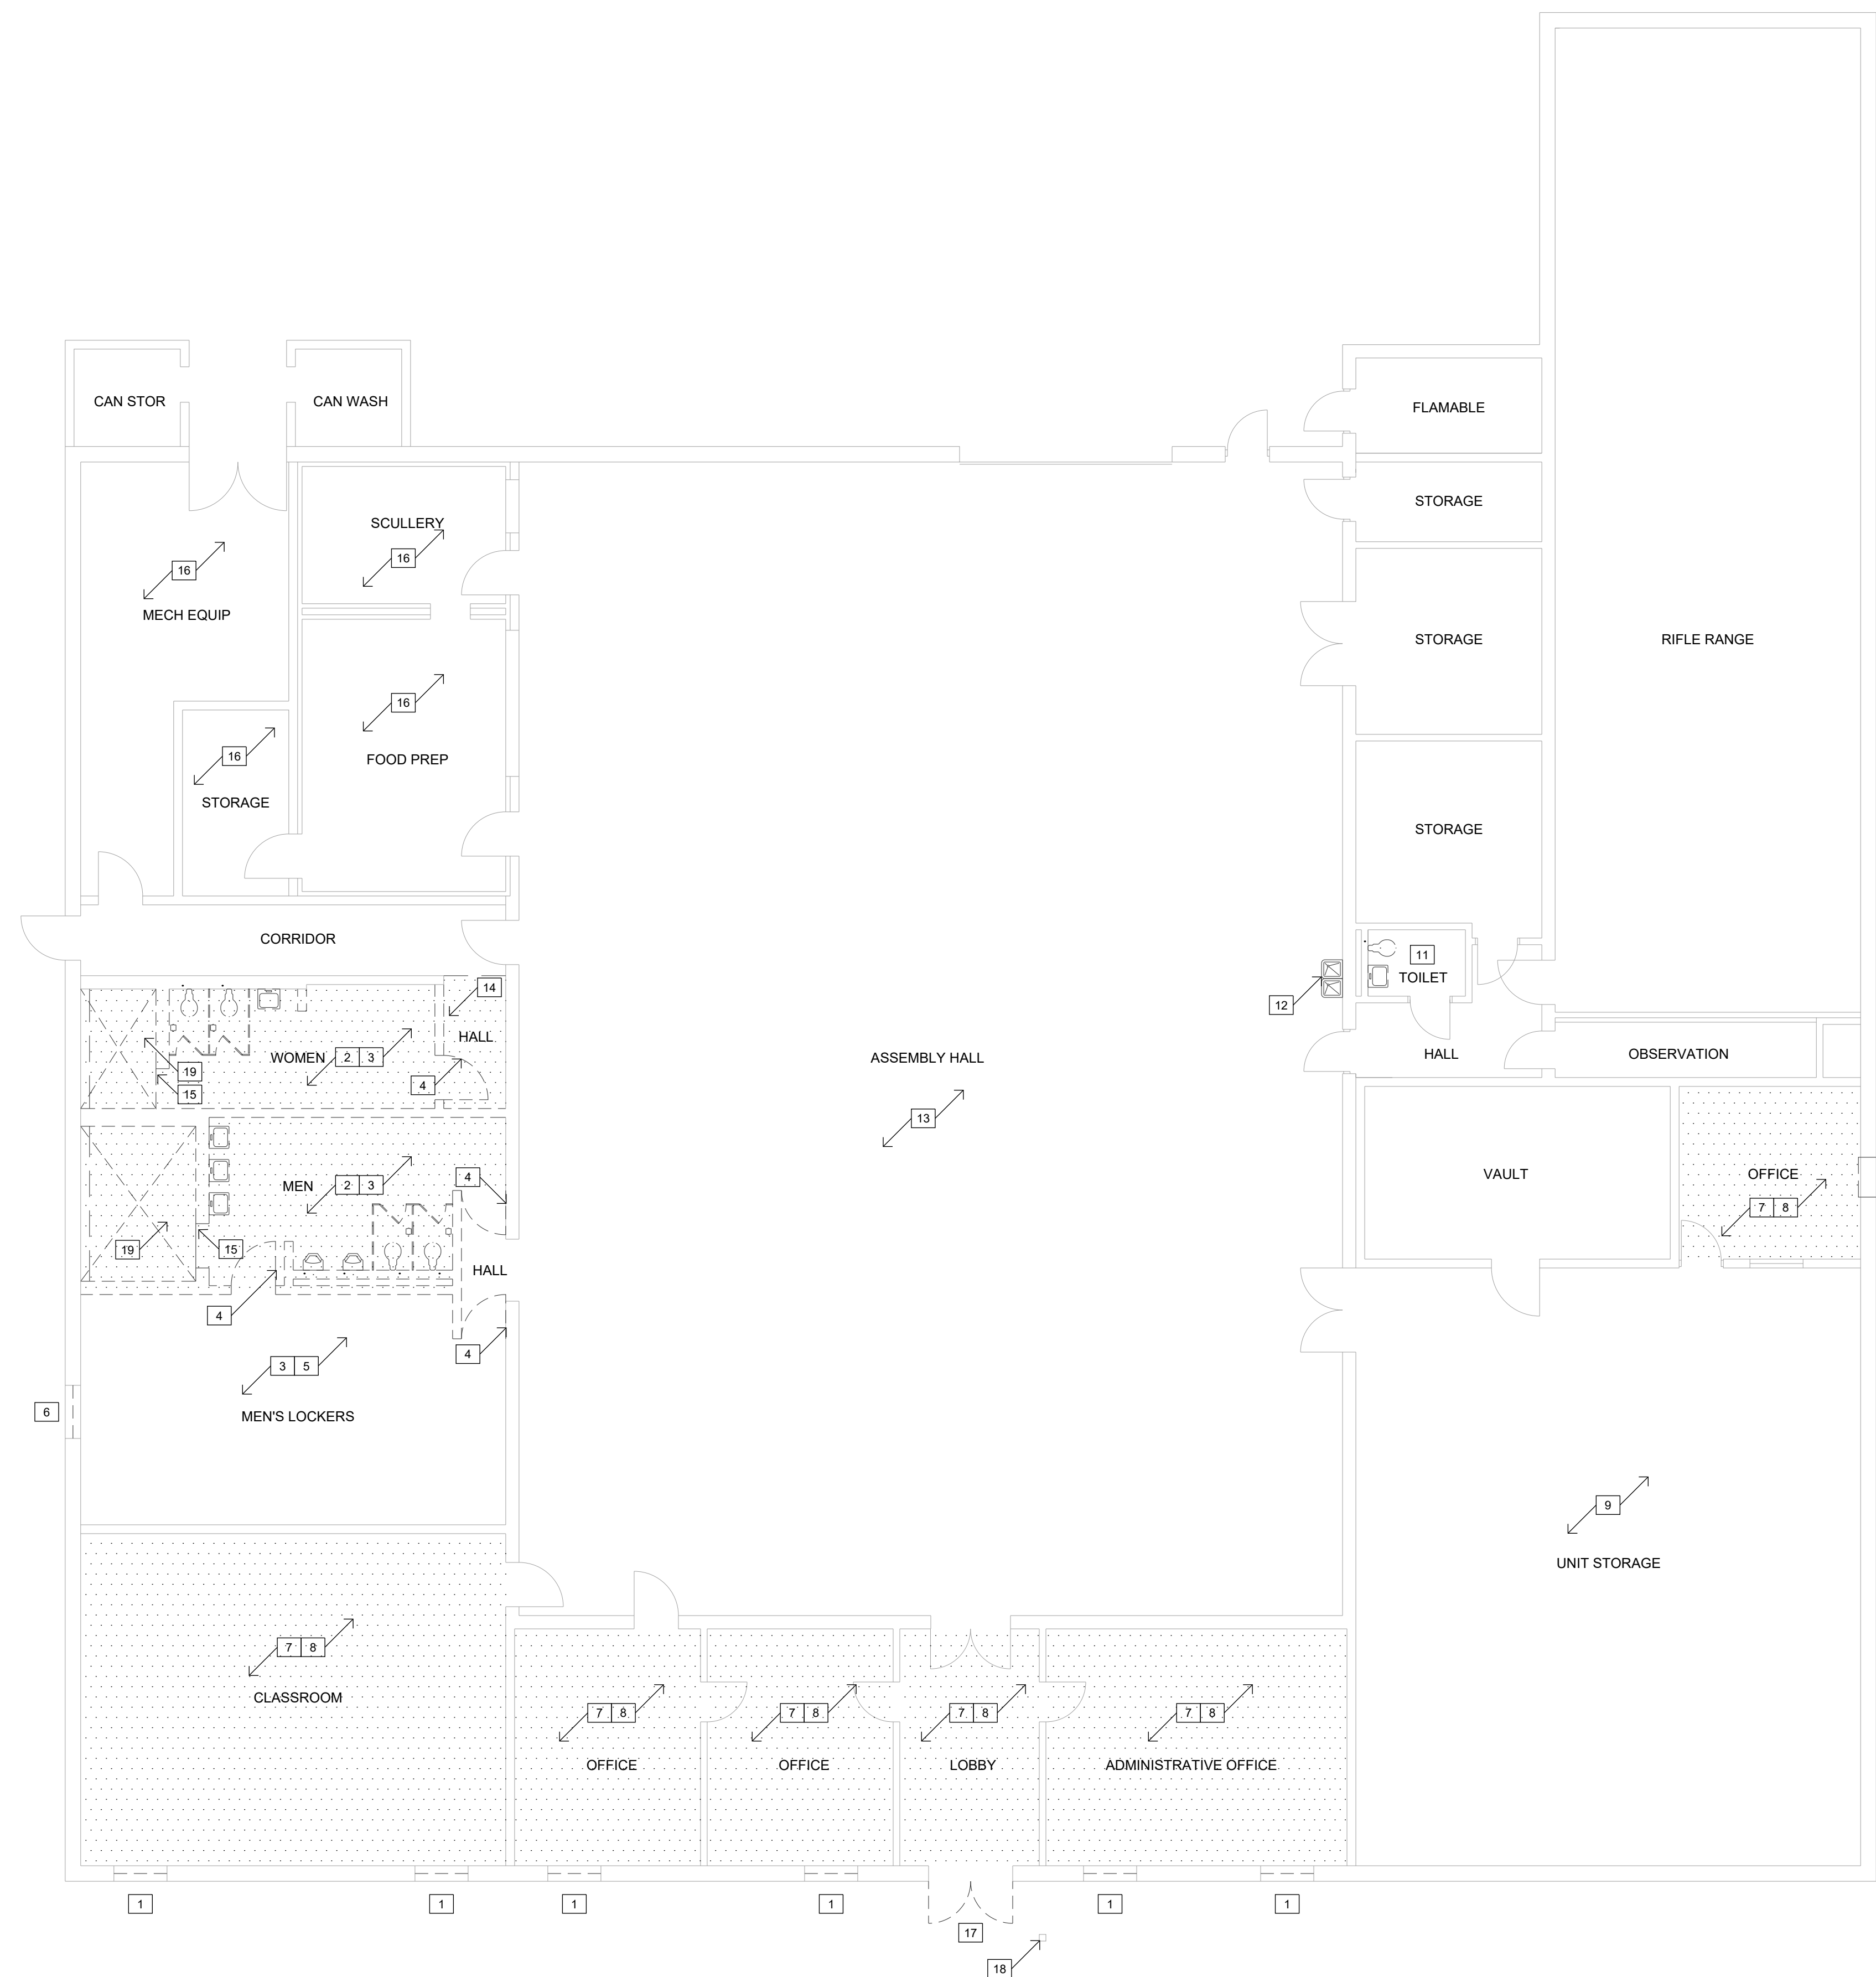 CAN STOR
CAN WASH
FLAMABLE
STORAGE
SCULLERY
16
16
MECH EQUIP
STORAGE
RIFLE RANGE
16
FOOD PREP
16
STORAGE
STORAGE
CORRIDOR
11
TOILET
14
12
HALL
WOMEN
2 3
19
4
15
ASSEMBLY HALL
HALL
OBSERVATION
13
MEN
2 3
4
VAULT
OFFICE
7 8
19
15
HALL
4
4
3 5
6
MEN'S LOCKERS
9
UNIT STORAGE
7 8
CLASSROOM
7 8
7 8
7 8
7 8
OFFICE
OFFICE
LOBBY
ADMINISTRATIVE OFFICE
1
1
1
1
1
1
17
18